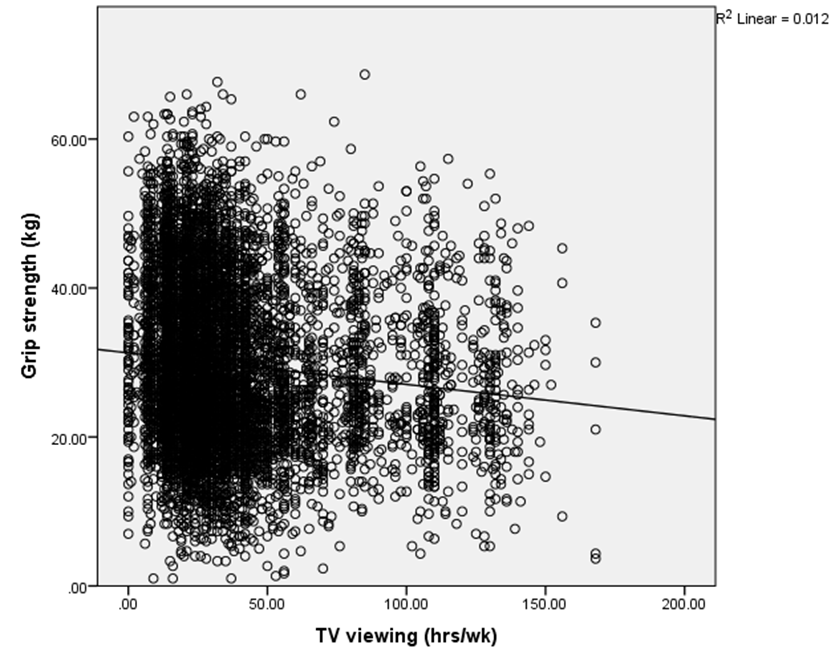 R² Linear = 0.012
Grip strength (kg)
60.00
40.00
20.00
.00
.00 50.00 100.00 150.00 200.00
TV viewing (hrs/wk)